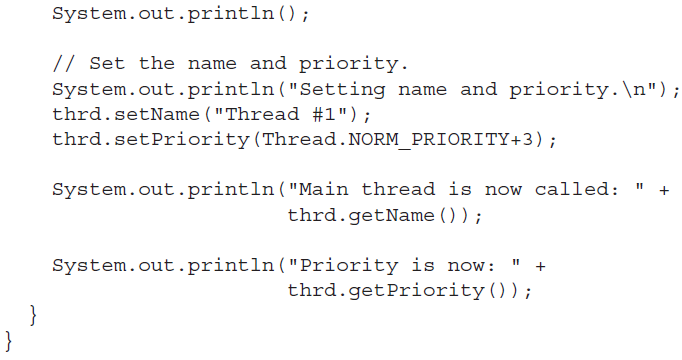 System.out.println();
// Set the name and priority.
System.out.println("Setting name and priority.\n");
thrd.setName("Thread #1");
thrd.setPriority(Thread.NORM_PRIORITY+3);
System.out.println("Main thread is now called: " +
thrd.getName());
System.out.println("Priority is now: " +
thrd.getPriority());
}
}